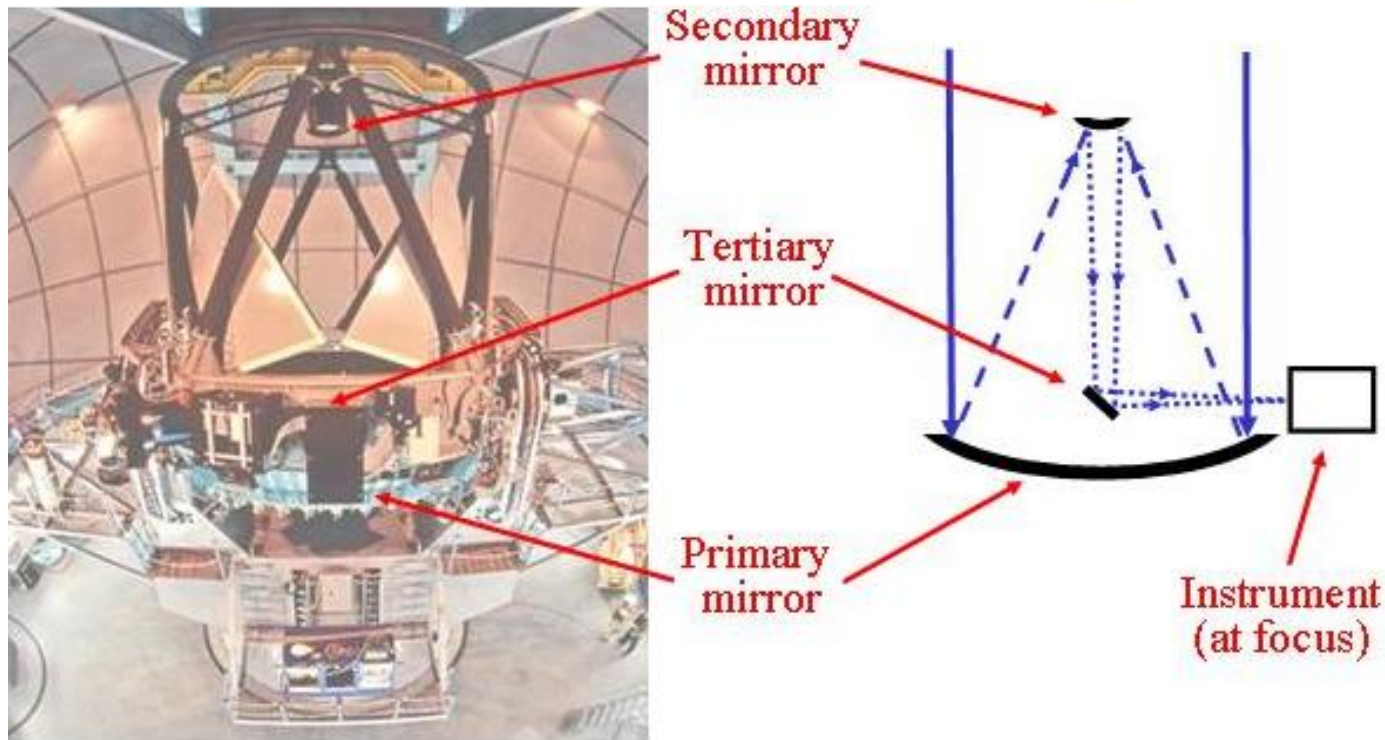 Secondary
mirror
Tertiary
mirror
Primary
mirror
Instrument
(at focus)